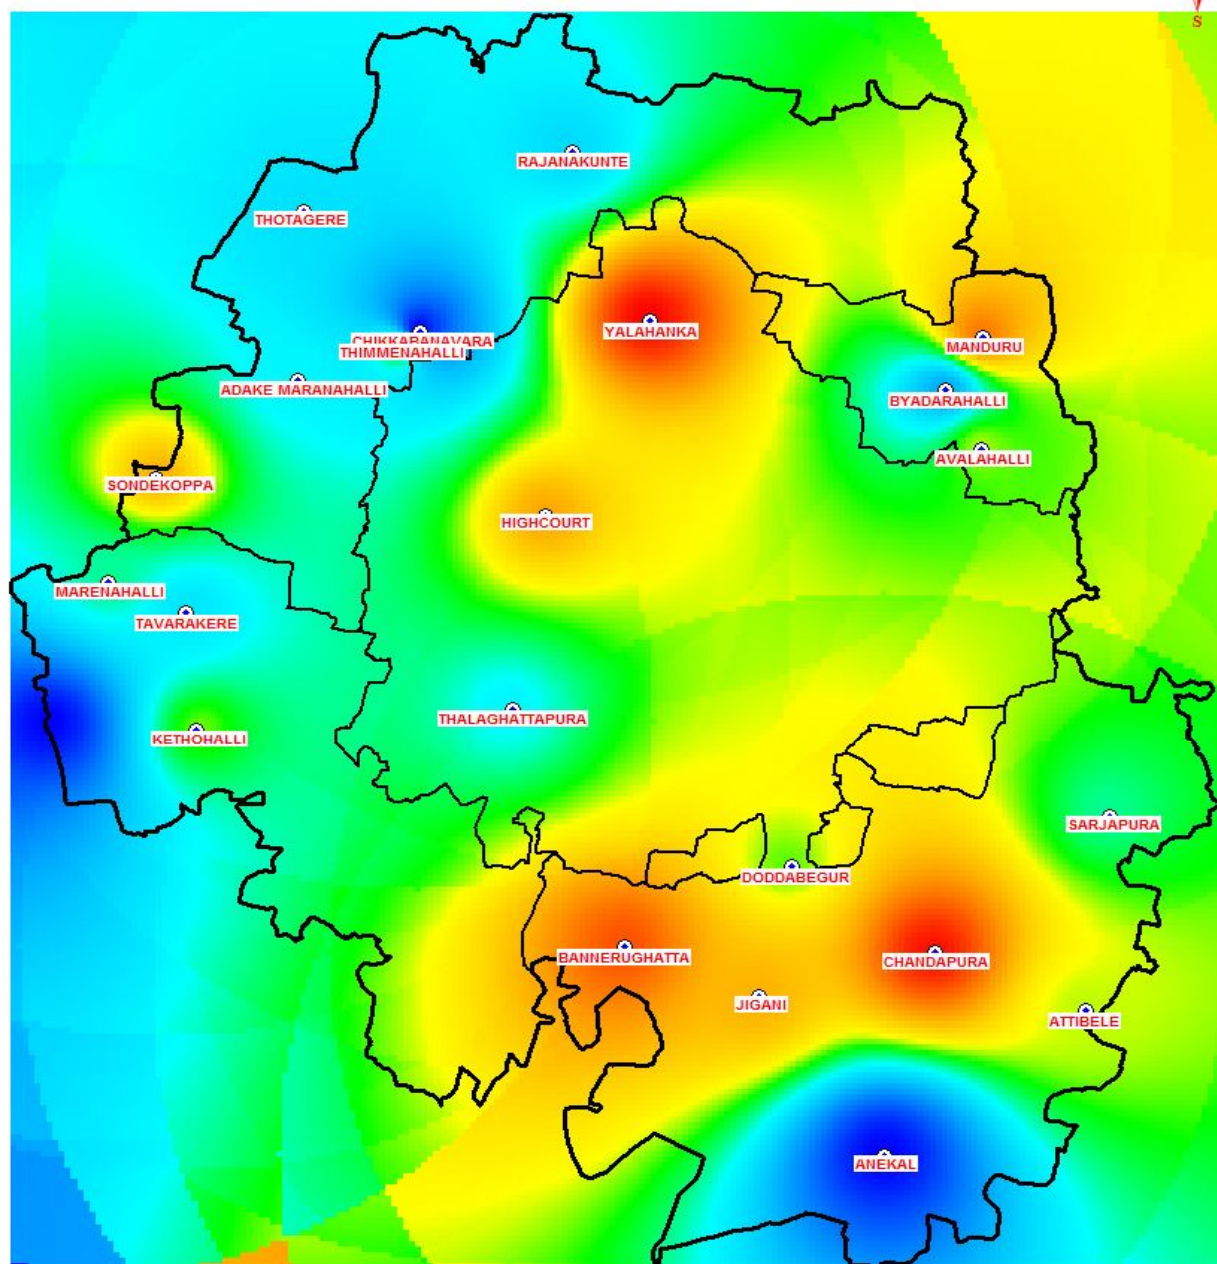 S
RAJANAKUNTE
THOTAGERE
YALAHANKA
CHIKKABANAVARA
THIMMENAHALLI
MANDURU
ADAKE MARANAHALLI
BYADARAHALLI
AVALAHALLI
SONDEKOPPA
HIGHCOURT
MARENAHALLI
TAVARAKERE
THALAGHATTAPURA
KETHOHALLI
SARJAPURA
DODDABEGUR
BANNERUGHATTA
CHANDAPURA
JIGANI
ATTIBELE
ANEKAL